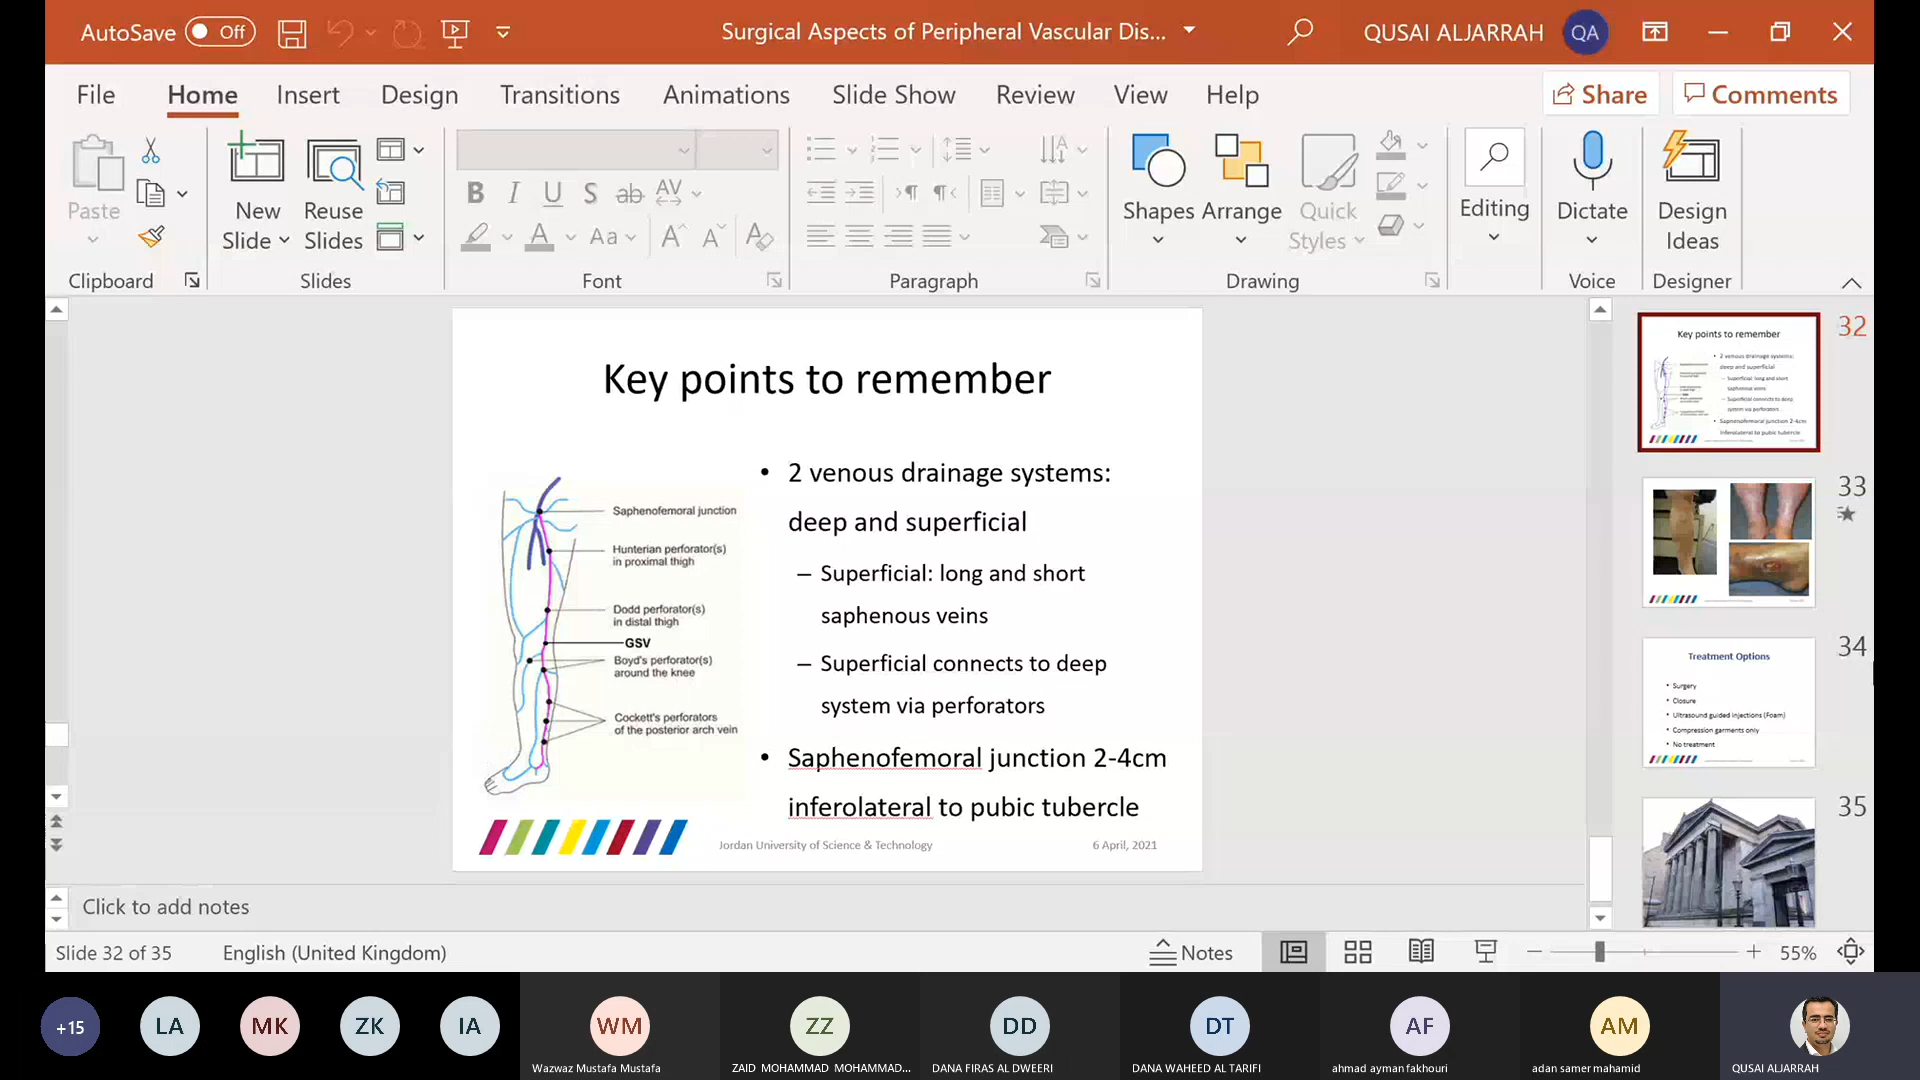 AutoSave Off
Surgical Aspects of Peripheral Vascular Dis...
QUSAI ALJARRAH QA
File Home Insert Design Transitions Animations Slide Show Review View Help Share Comments
Paste
New Slide
Reuse Slides
B I U S ab AV
Aa A A A
Shapes Arrange Quick Styles
Editing
Dictate
Design Ideas
Clipboard Slides Font Paragraph Drawing Voice Designer
Key points to remember
• 2 venous drainage systems:
deep and superficial
– Superficial: long and short
saphenous veins
– Superficial connects to deep
system via perforators
• Saphenofemoral junction 2-4cm
inferolateral to pubic tubercle
Saphenofemoral junction
Hunterian perforator(s)
in proximal thigh
Dodd perforator(s)
in distal thigh
GSV
Boyd's perforator(s)
around the knee
Cockett's perforators
of the posterior arch vein
Jordan University of Science & Technology
6 April, 2021
32
Key points to remember
• 2 venous drainage systems:
deep and superficial
– Superficial: long and short
saphenous veins
– Superficial connects to deep
system via perforators
• Saphenofemoral junction 2-4cm
inferolateral to pubic tubercle
33
34
Treatment Options
• Surgery
• Closure
• Ultrasound guided injections (Foam)
• Compression garments only
• No treatment
35
Click to add notes
Slide 32 of 35
English (United Kingdom)
Notes
55%
+15 LA MK ZK IA WM ZZ DD DT AF AM
Wazwaz Mustafa Mustafa
ZAID MOHAMMAD MOHAMMAD...
DANA FIRAS AL DWEERI
DANA WAHEED AL TARIFI
ahmad ayman fakhouri
adan samer mahamid
QUSAI ALJARRAH